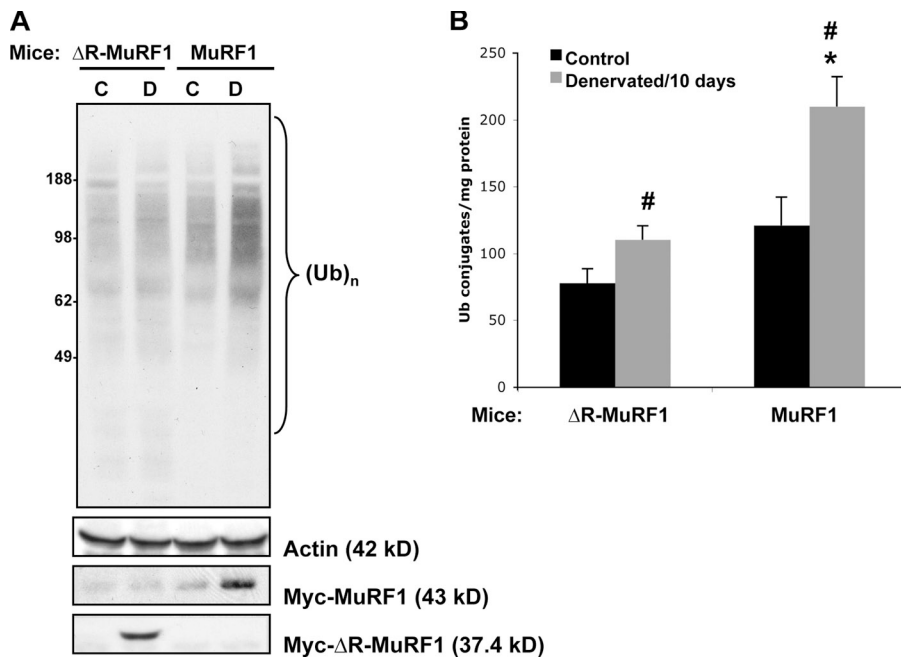 A
Mice: ΔR-MuRF1 MuRF1
C D C D
188-
98-
62-
49-
(Ub)n
Actin (42 kD)
Myc-MuRF1 (43 kD)
Myc-ΔR-MuRF1 (37.4 kD)
B
Ub conjugates/mg protein
250
200
150
100
50
0
Control
Denervated/10 days
#
#
*
Mice: ΔR-MuRF1 MuRF1